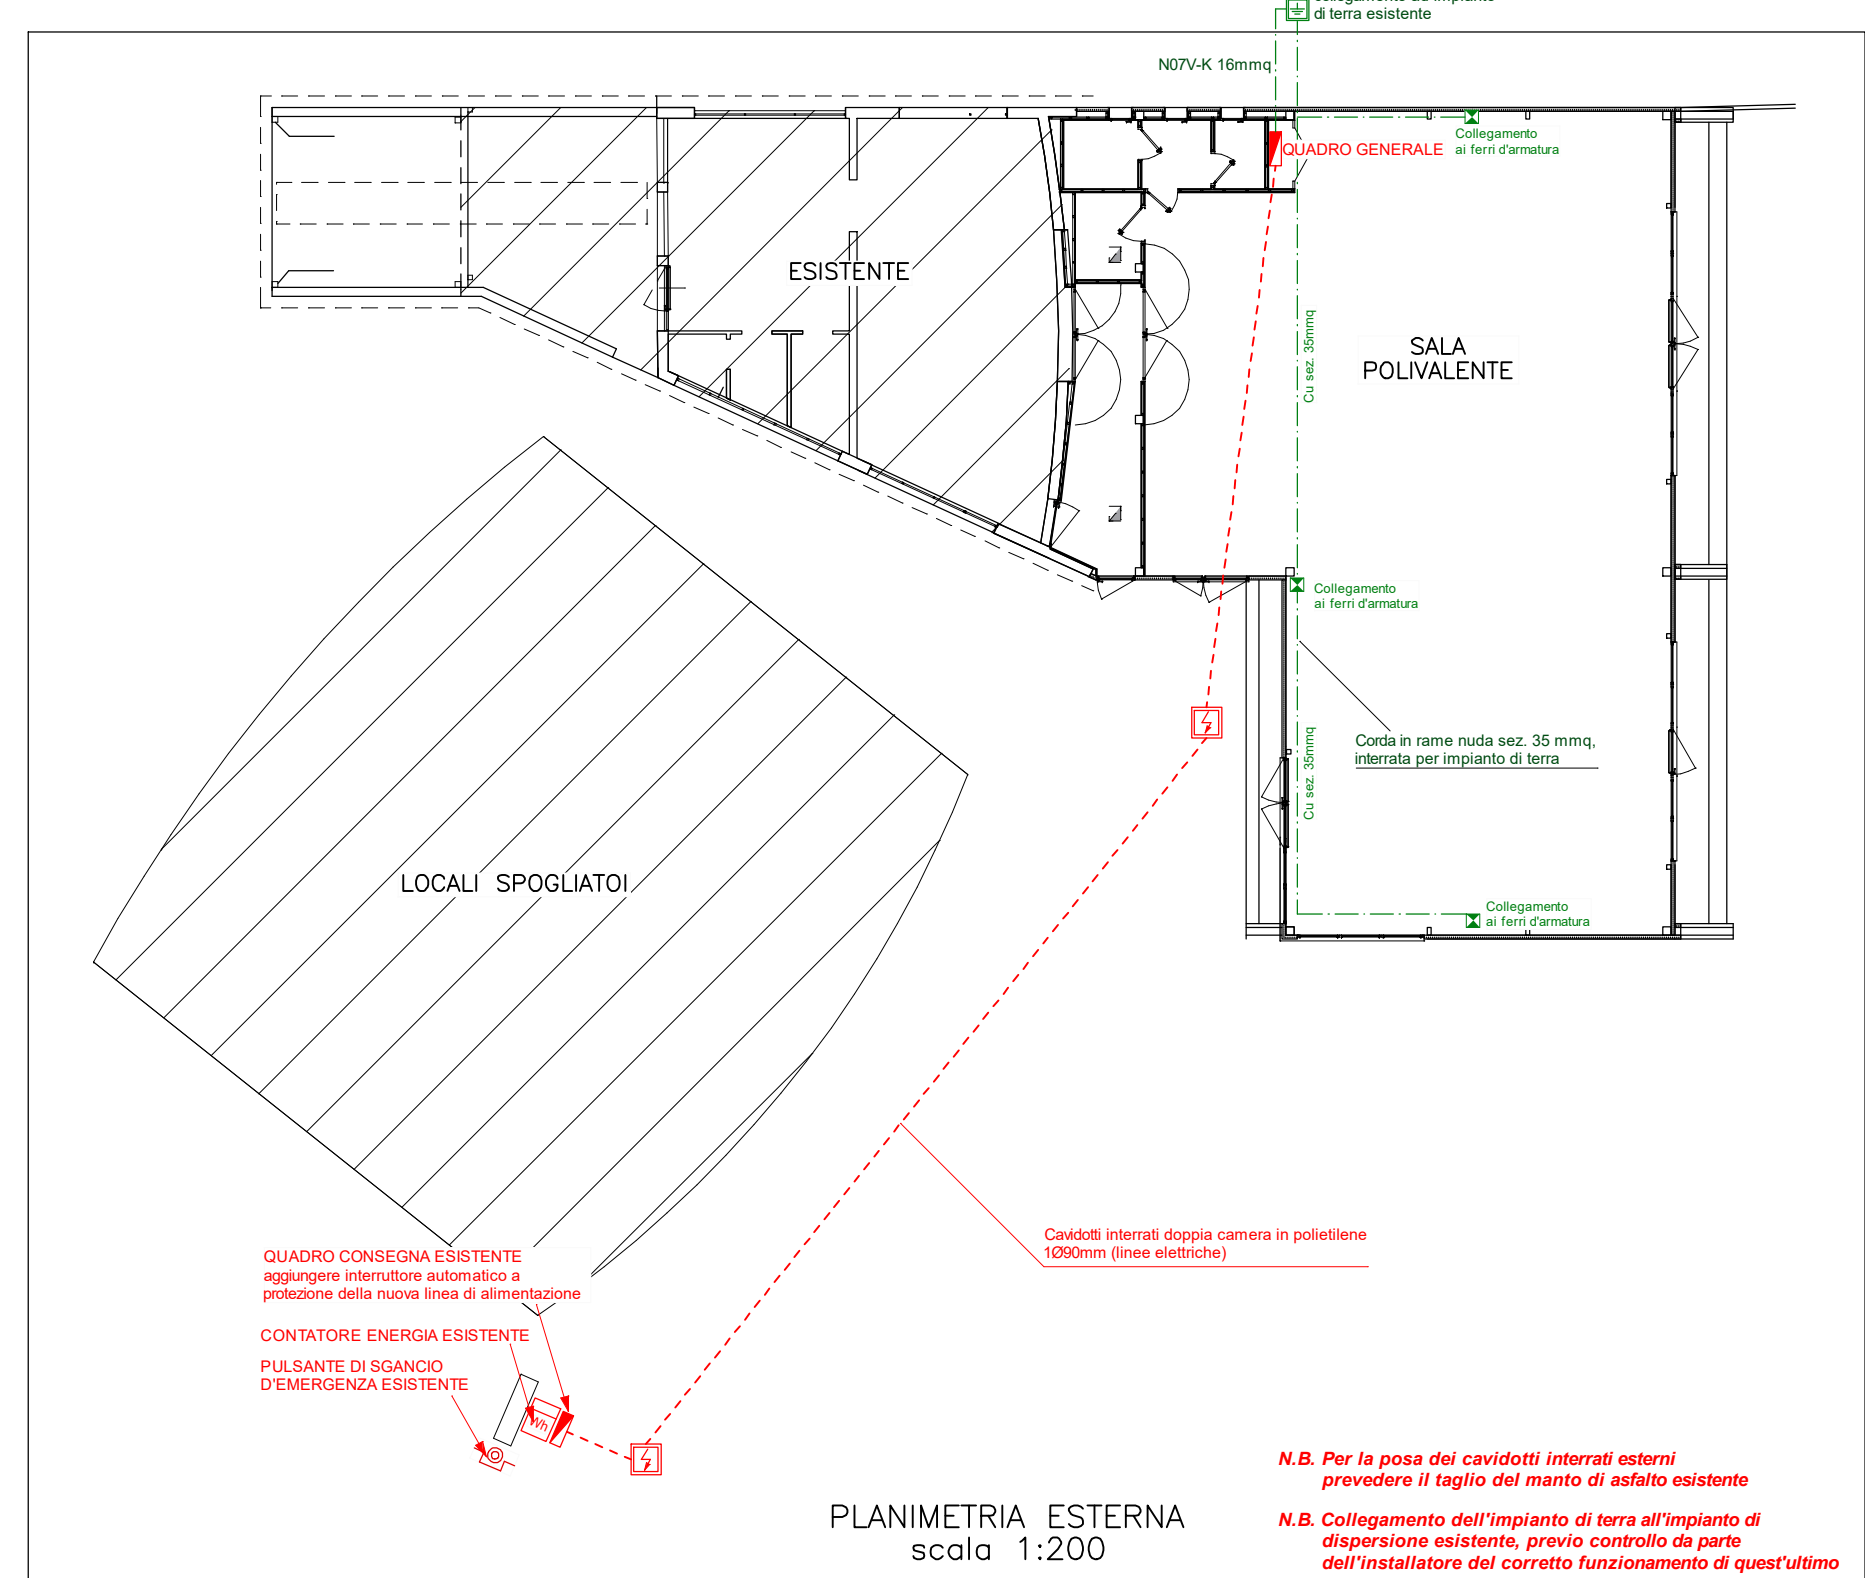 di terra esistente
N07V-K 16mmq
Collegamento
ai ferri d'armatura
QUADRO GENERALE
ESISTENTE
Cu sez. 35mmq
SALA
POLIVALENTE
Collegamento
ai ferri d'armatura
Corda in rame nuda sez. 35 mmq,
interrata per impianto di terra
Cu sez. 35mmq
LOCALI SPOGLIATOI
Collegamento
ai ferri d'armatura
Cavidotti interrati doppia camera in polietilene
1Ø90mm (linee elettriche)
QUADRO CONSEGNA ESISTENTE
aggiungere interruttore automatico a
protezione della nuova linea di alimentazione
CONTATORE ENERGIA ESISTENTE
PULSANTE DI SGANCIO
D'EMERGENZA ESISTENTE
Wh
N.B. Per la posa dei cavidotti interrati esterni
prevedere il taglio del manto di asfalto esistente
N.B. Collegamento dell'impianto di terra all'impianto di
dispersione esistente, previo controllo da parte
dell'installatore del corretto funzionamento di quest'ultimo
PLANIMETRIA ESTERNA
scala 1:200